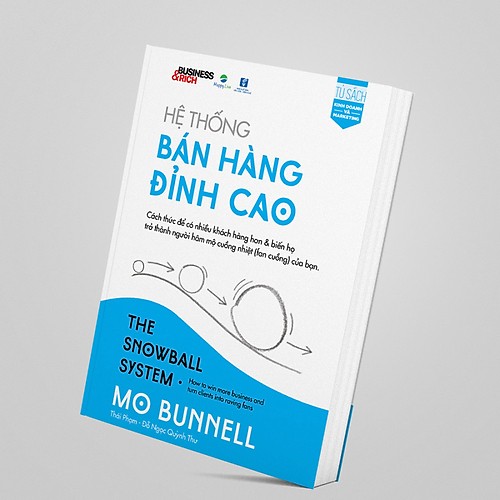 BUSINESS
&RICH
Happy Live
TỦ SÁCH
KINH DOANH
VÀ
MARKETING
HỆ THỐNG
BÁN HÀNG
ĐỈNH CAO
Cách thức để có nhiều khách hàng hơn & biến họ
trở thành người hâm mộ cuồng nhiệt (fan cuồng) của bạn.
THE
SNOWBALL
SYSTEM •
How to win more business and
turn clients into raving fans
MO BUNNELL
Thái Phạm - Đỗ Ngọc Quỳnh Thư